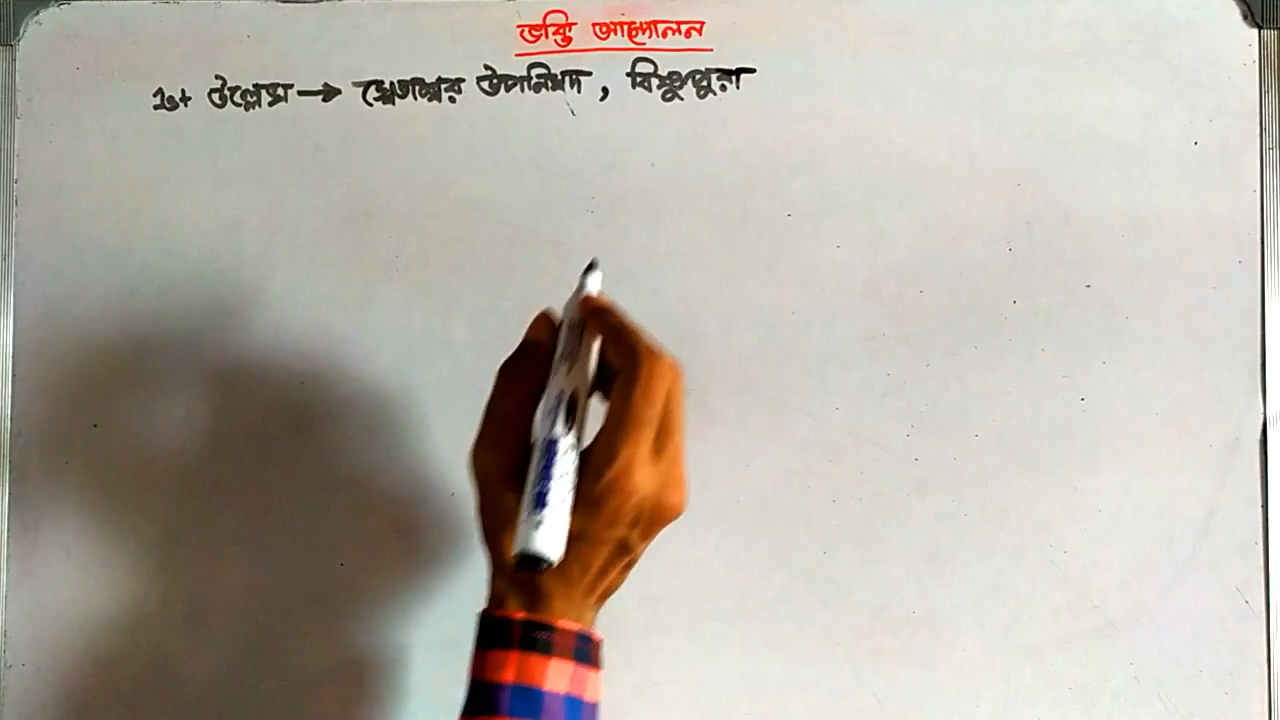 ভক্তি আন্দোলন
1st উল্লেখ → শ্বেতাশ্বর উপনিষদ , বিষ্ণুপুরা